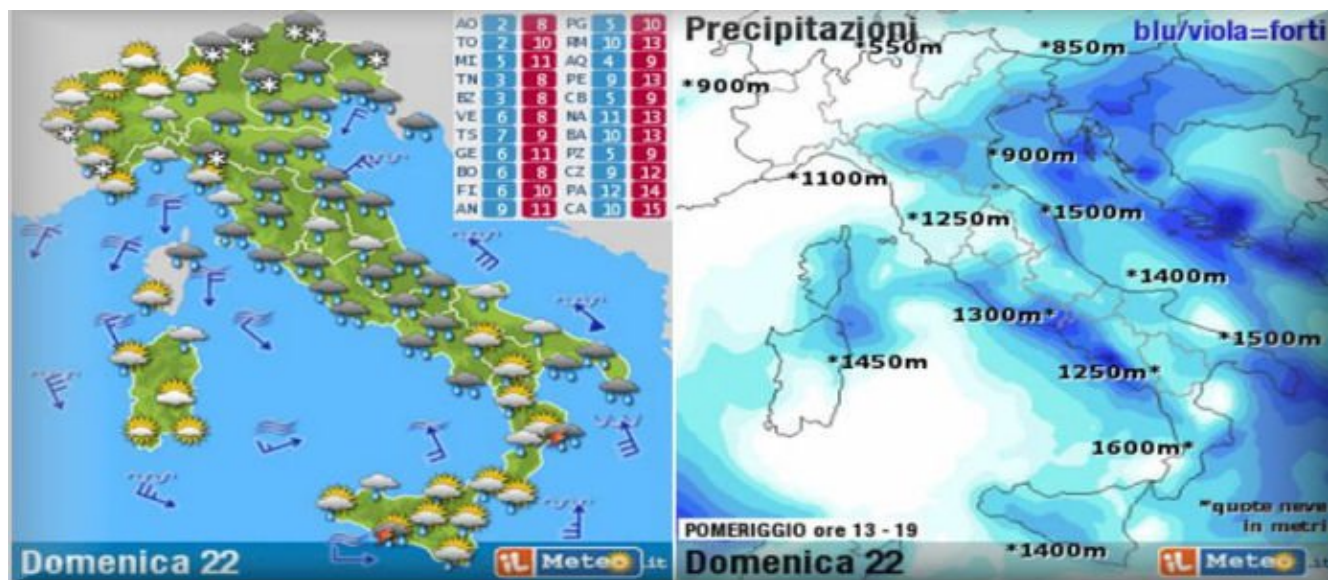 AO 2 8 PG 5 10
TO 2 10 RM 10 13
MI 5 11 AQ 4 9
TN 3 8 PE 9 13
BZ 3 8 CB 5 9
VE 6 8 NA 11 13
TS 7 9 BA 10 13
GE 6 11 PZ 5 9
BO 6 8 CZ 9 12
FI 6 10 PA 12 14
AN 9 11 CA 10 15
Domenica 22
iL Meteo.it
Precipitazioni
blu/viola=forti
*550m
*850m
*900m
*900m
*1100m
*1250m
*1500m
*1400m
1300m*
*1500m
*1450m
1250m*
1600m*
*quote neve
in metri
POMERIGGIO ore 13 - 19
*1400m
Domenica 22
iL Meteo.it